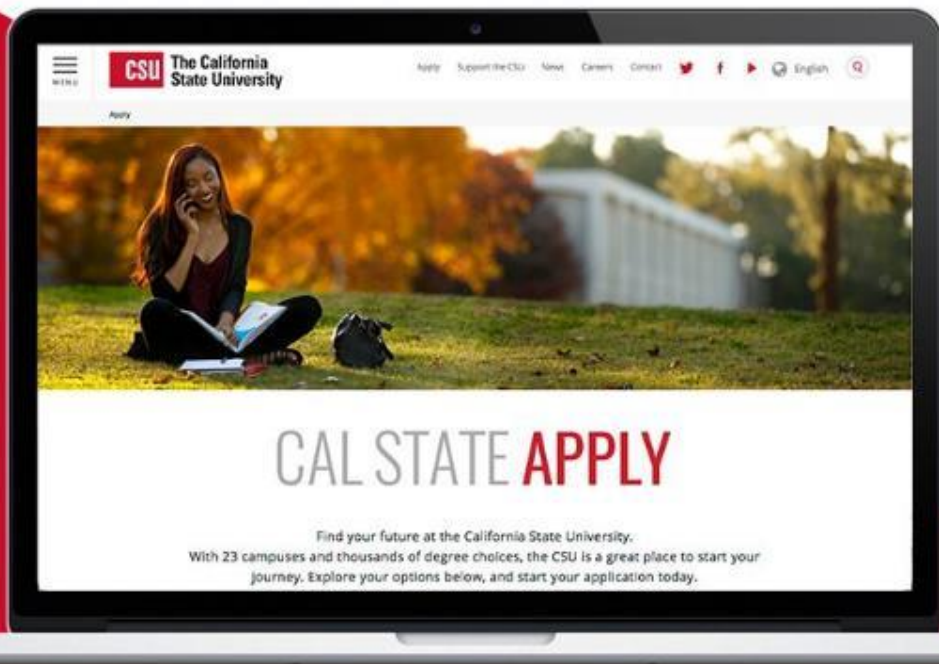 MENU
CSU
The California
State University
Apply Support the CSU News Careers Contact English
Apply
CAL STATE APPLY
Find your future at the California State University.
With 23 campuses and thousands of degree choices, the CSU is a great place to start your
journey. Explore your options below, and start your application today.